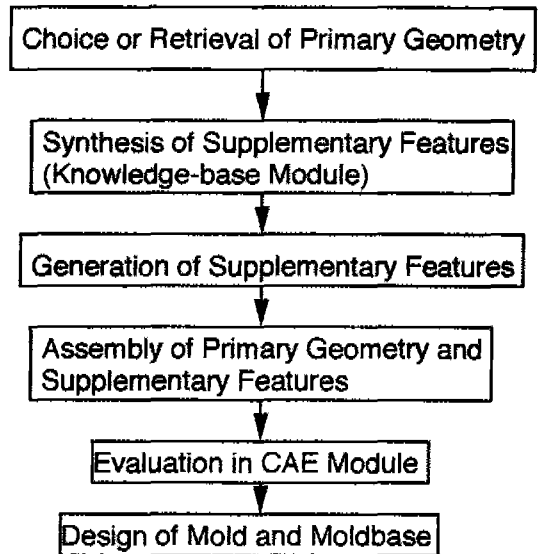 Choice or Retrieval of Primary Geometry
Synthesis of Supplementary Features
(Knowledge-base Module)
Generation of Supplementary Features
Assembly of Primary Geometry and
Supplementary Features
Evaluation in CAE Module
Design of Mold and Moldbase